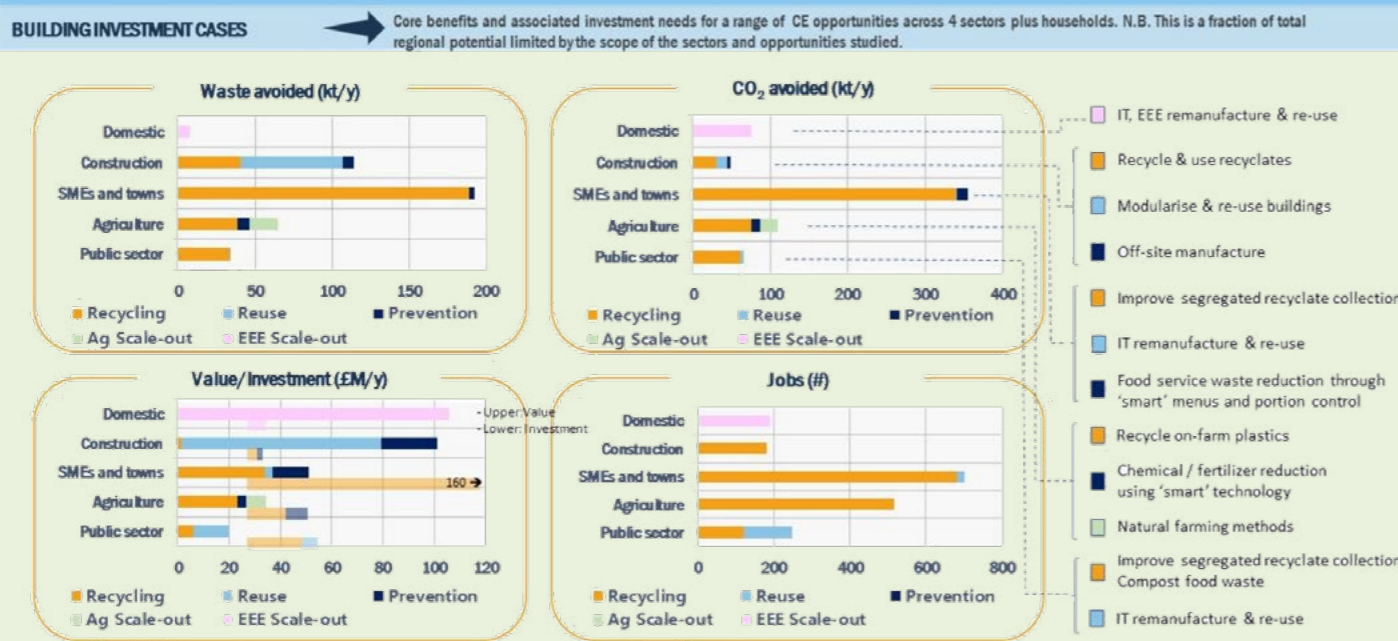 BUILDING INVESTMENT CASES
Core benefits and associated investment needs for a range of CE opportunities across 4 sectors plus households. N.B. This is a fraction of total
regional potential limited by the scope of the sectors and opportunities studied.
Waste avoided (kt/y)
Domestic
Construction
SMEs and towns
Agriculture
Public sector
0 50 100 150 200
Recycling Reuse Prevention
Ag Scale-out EEE Scale-out
CO2 avoided (kt/y)
Domestic
Construction
SMEs and towns
Agriculture
Public sector
0 100 200 300 400
Recycling Reuse Prevention
Ag Scale-out EEE Scale-out
Value/Investment (£M/y)
Domestic
Construction
SMEs and towns
Agriculture
Public sector
- Upper: Value
- Lower: Investment
160
0 20 40 60 80 100 120
Recycling Reuse Prevention
Ag Scale-out EEE Scale-out
Jobs (#)
Domestic
Construction
SMEs and towns
Agriculture
Public sector
0 200 400 600 800
Recycling Reuse Prevention
Ag Scale-out EEE Scale-out
IT, EEE remanufacture & re-use
Recycle & use recyclates
Modularise & re-use buildings
Off-site manufacture
Improve segregated recyclate collection
IT remanufacture & re-use
Food service waste reduction through
'smart' menus and portion control
Recycle on-farm plastics
Chemical / fertilizer reduction
using 'smart' technology
Natural farming methods
Improve segregated recyclate collection
Compost food waste
IT remanufacture & re-use